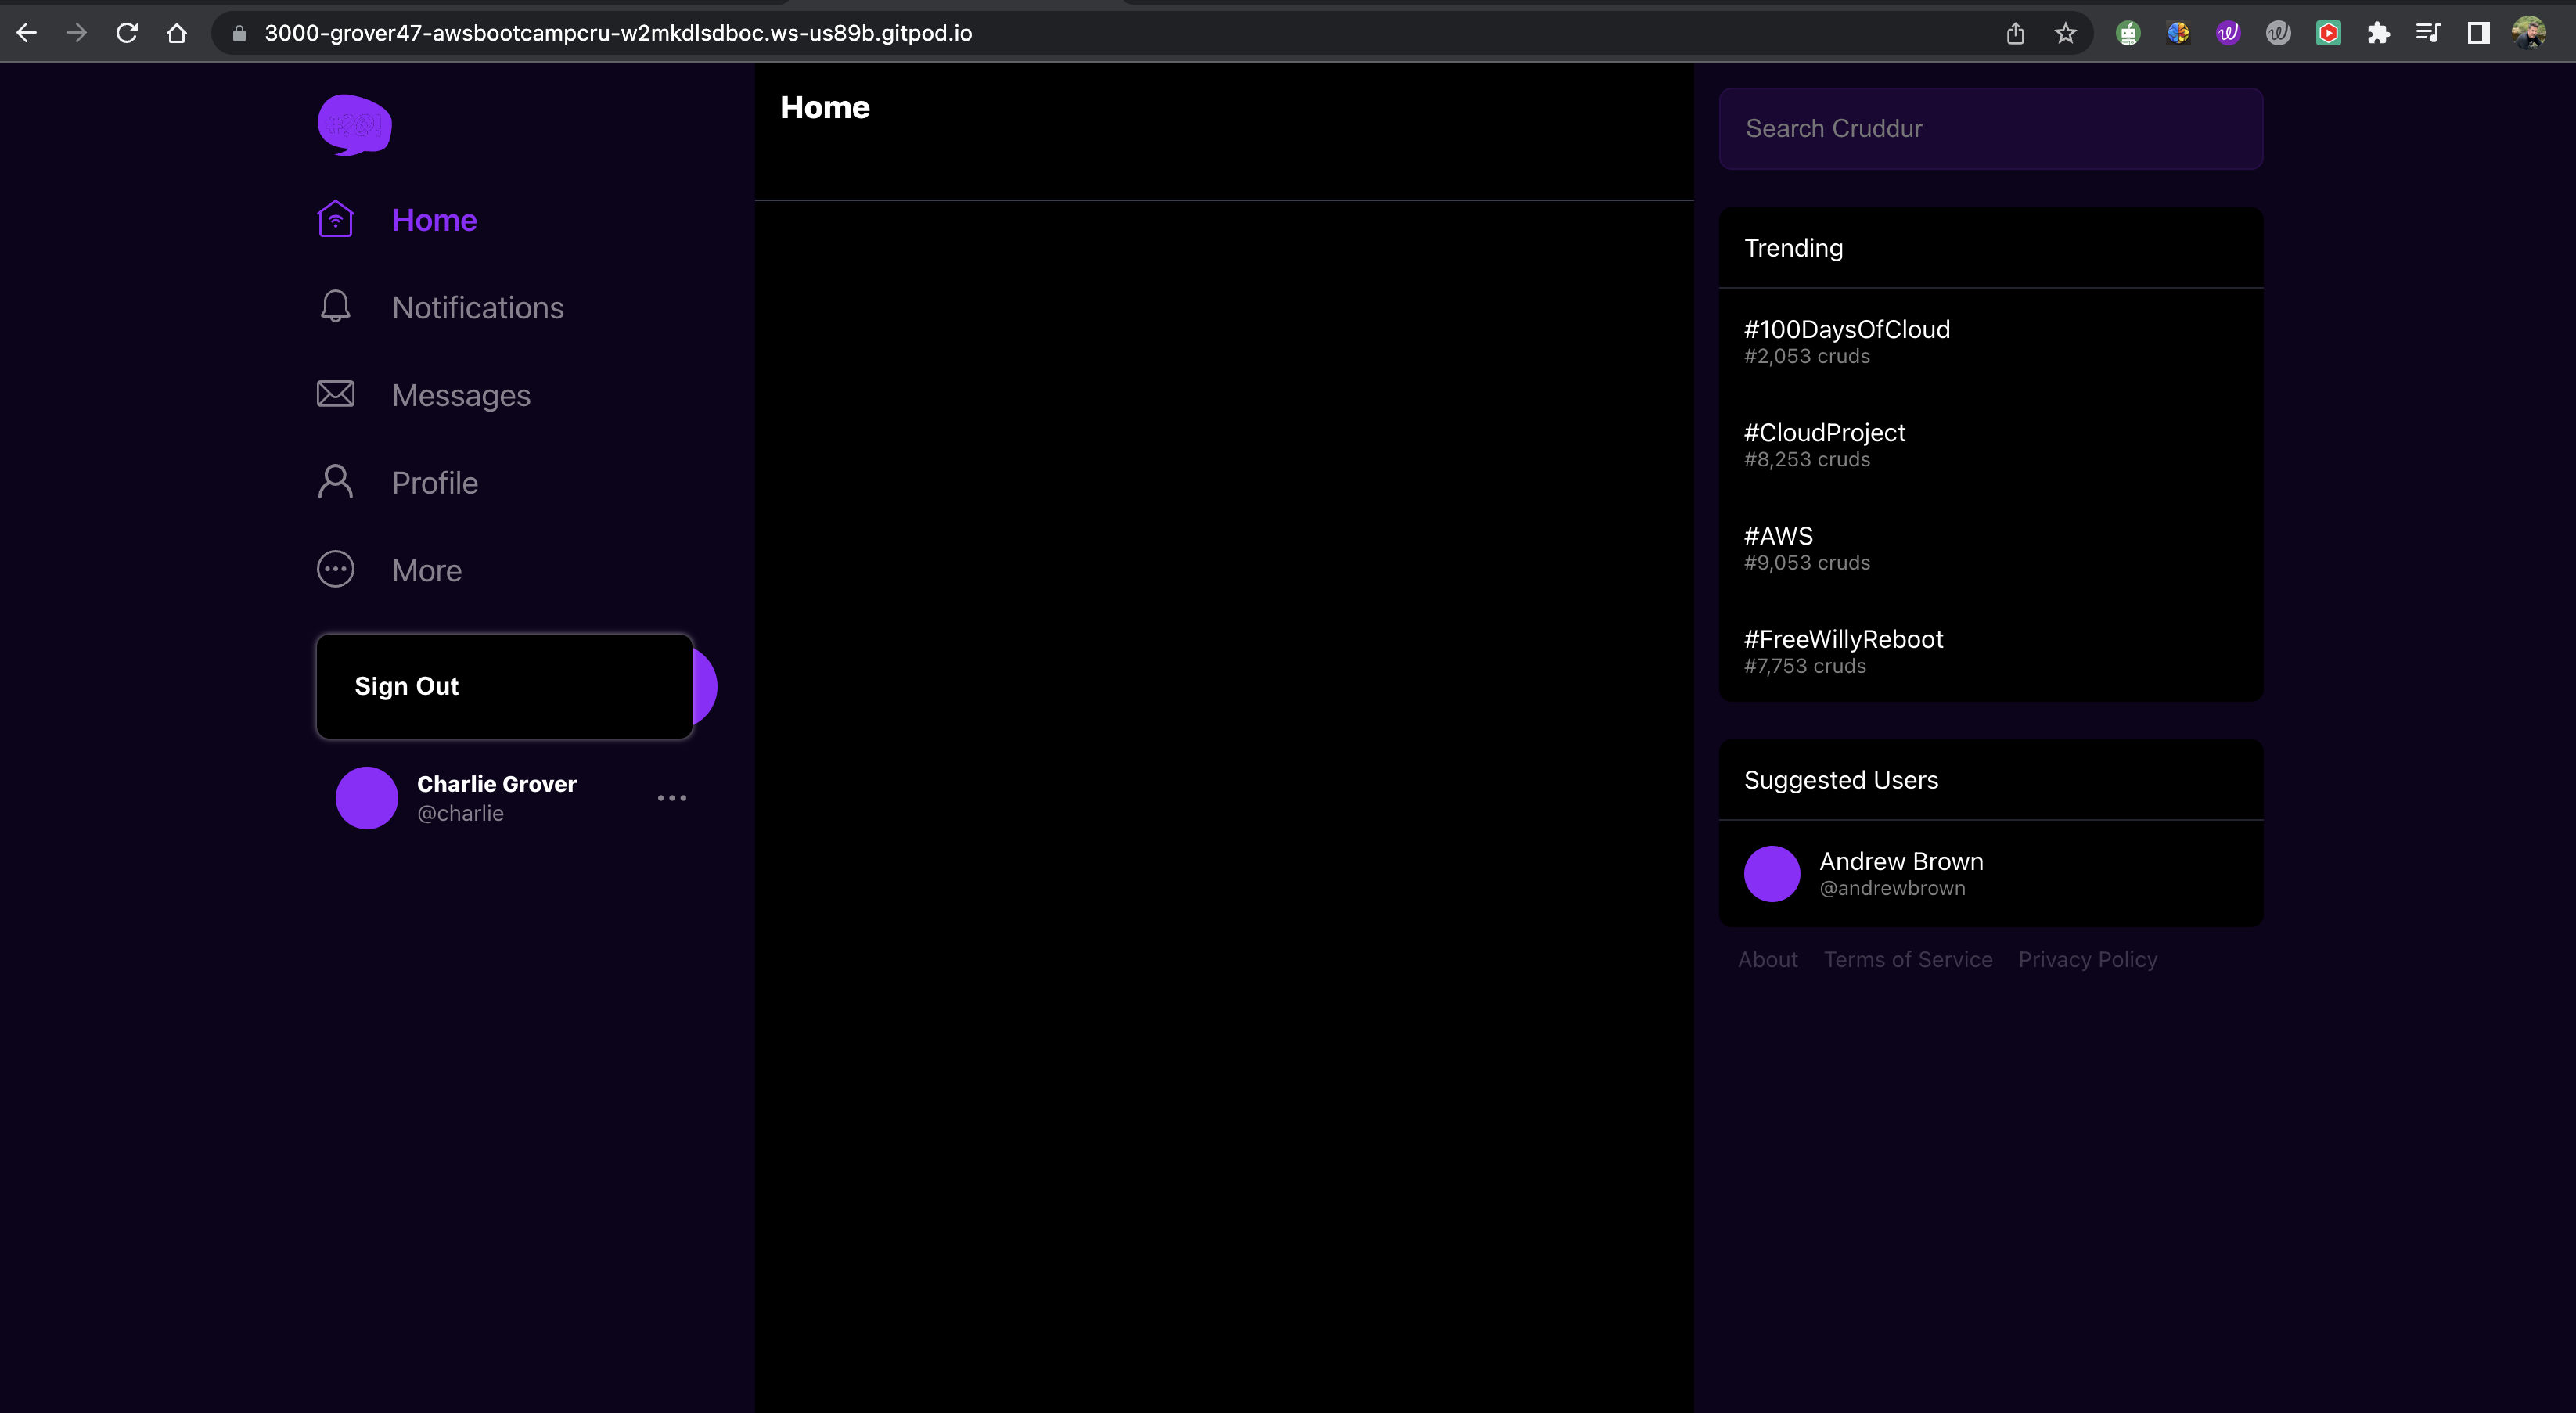 3000-grover47-awsbootcampcru-w2mkdlsdboc.ws-us89b.gitpod.io
Home
Notifications
Messages
Profile
More
Sign Out
Charlie Grover
@charlie
Home
Search Cruddur
Trending
#100DaysOfCloud
#2,053 cruds
#CloudProject
#8,253 cruds
#AWS
#9,053 cruds
#FreeWillyReboot
#7,753 cruds
Suggested Users
Andrew Brown
@andrewbrown
About Terms of Service Privacy Policy